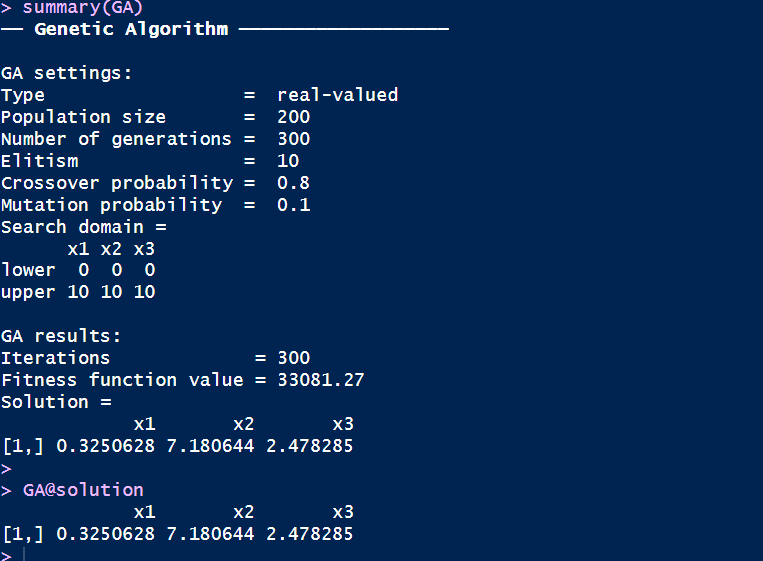 > summary(GA)
── Genetic Algorithm ───────────────────
GA settings:
Type                  =  real-valued
Population size       =  200
Number of generations =  300
Elitism               =  10
Crossover probability =  0.8
Mutation probability  =  0.1
Search domain =
      x1 x2 x3
lower  0  0  0
upper 10 10 10
GA results:
Iterations             = 300
Fitness function value = 33081.27
Solution =
            x1       x2       x3
[1,] 0.3250628 7.180644 2.478285
>
> GA@solution
            x1       x2       x3
[1,] 0.3250628 7.180644 2.478285
>